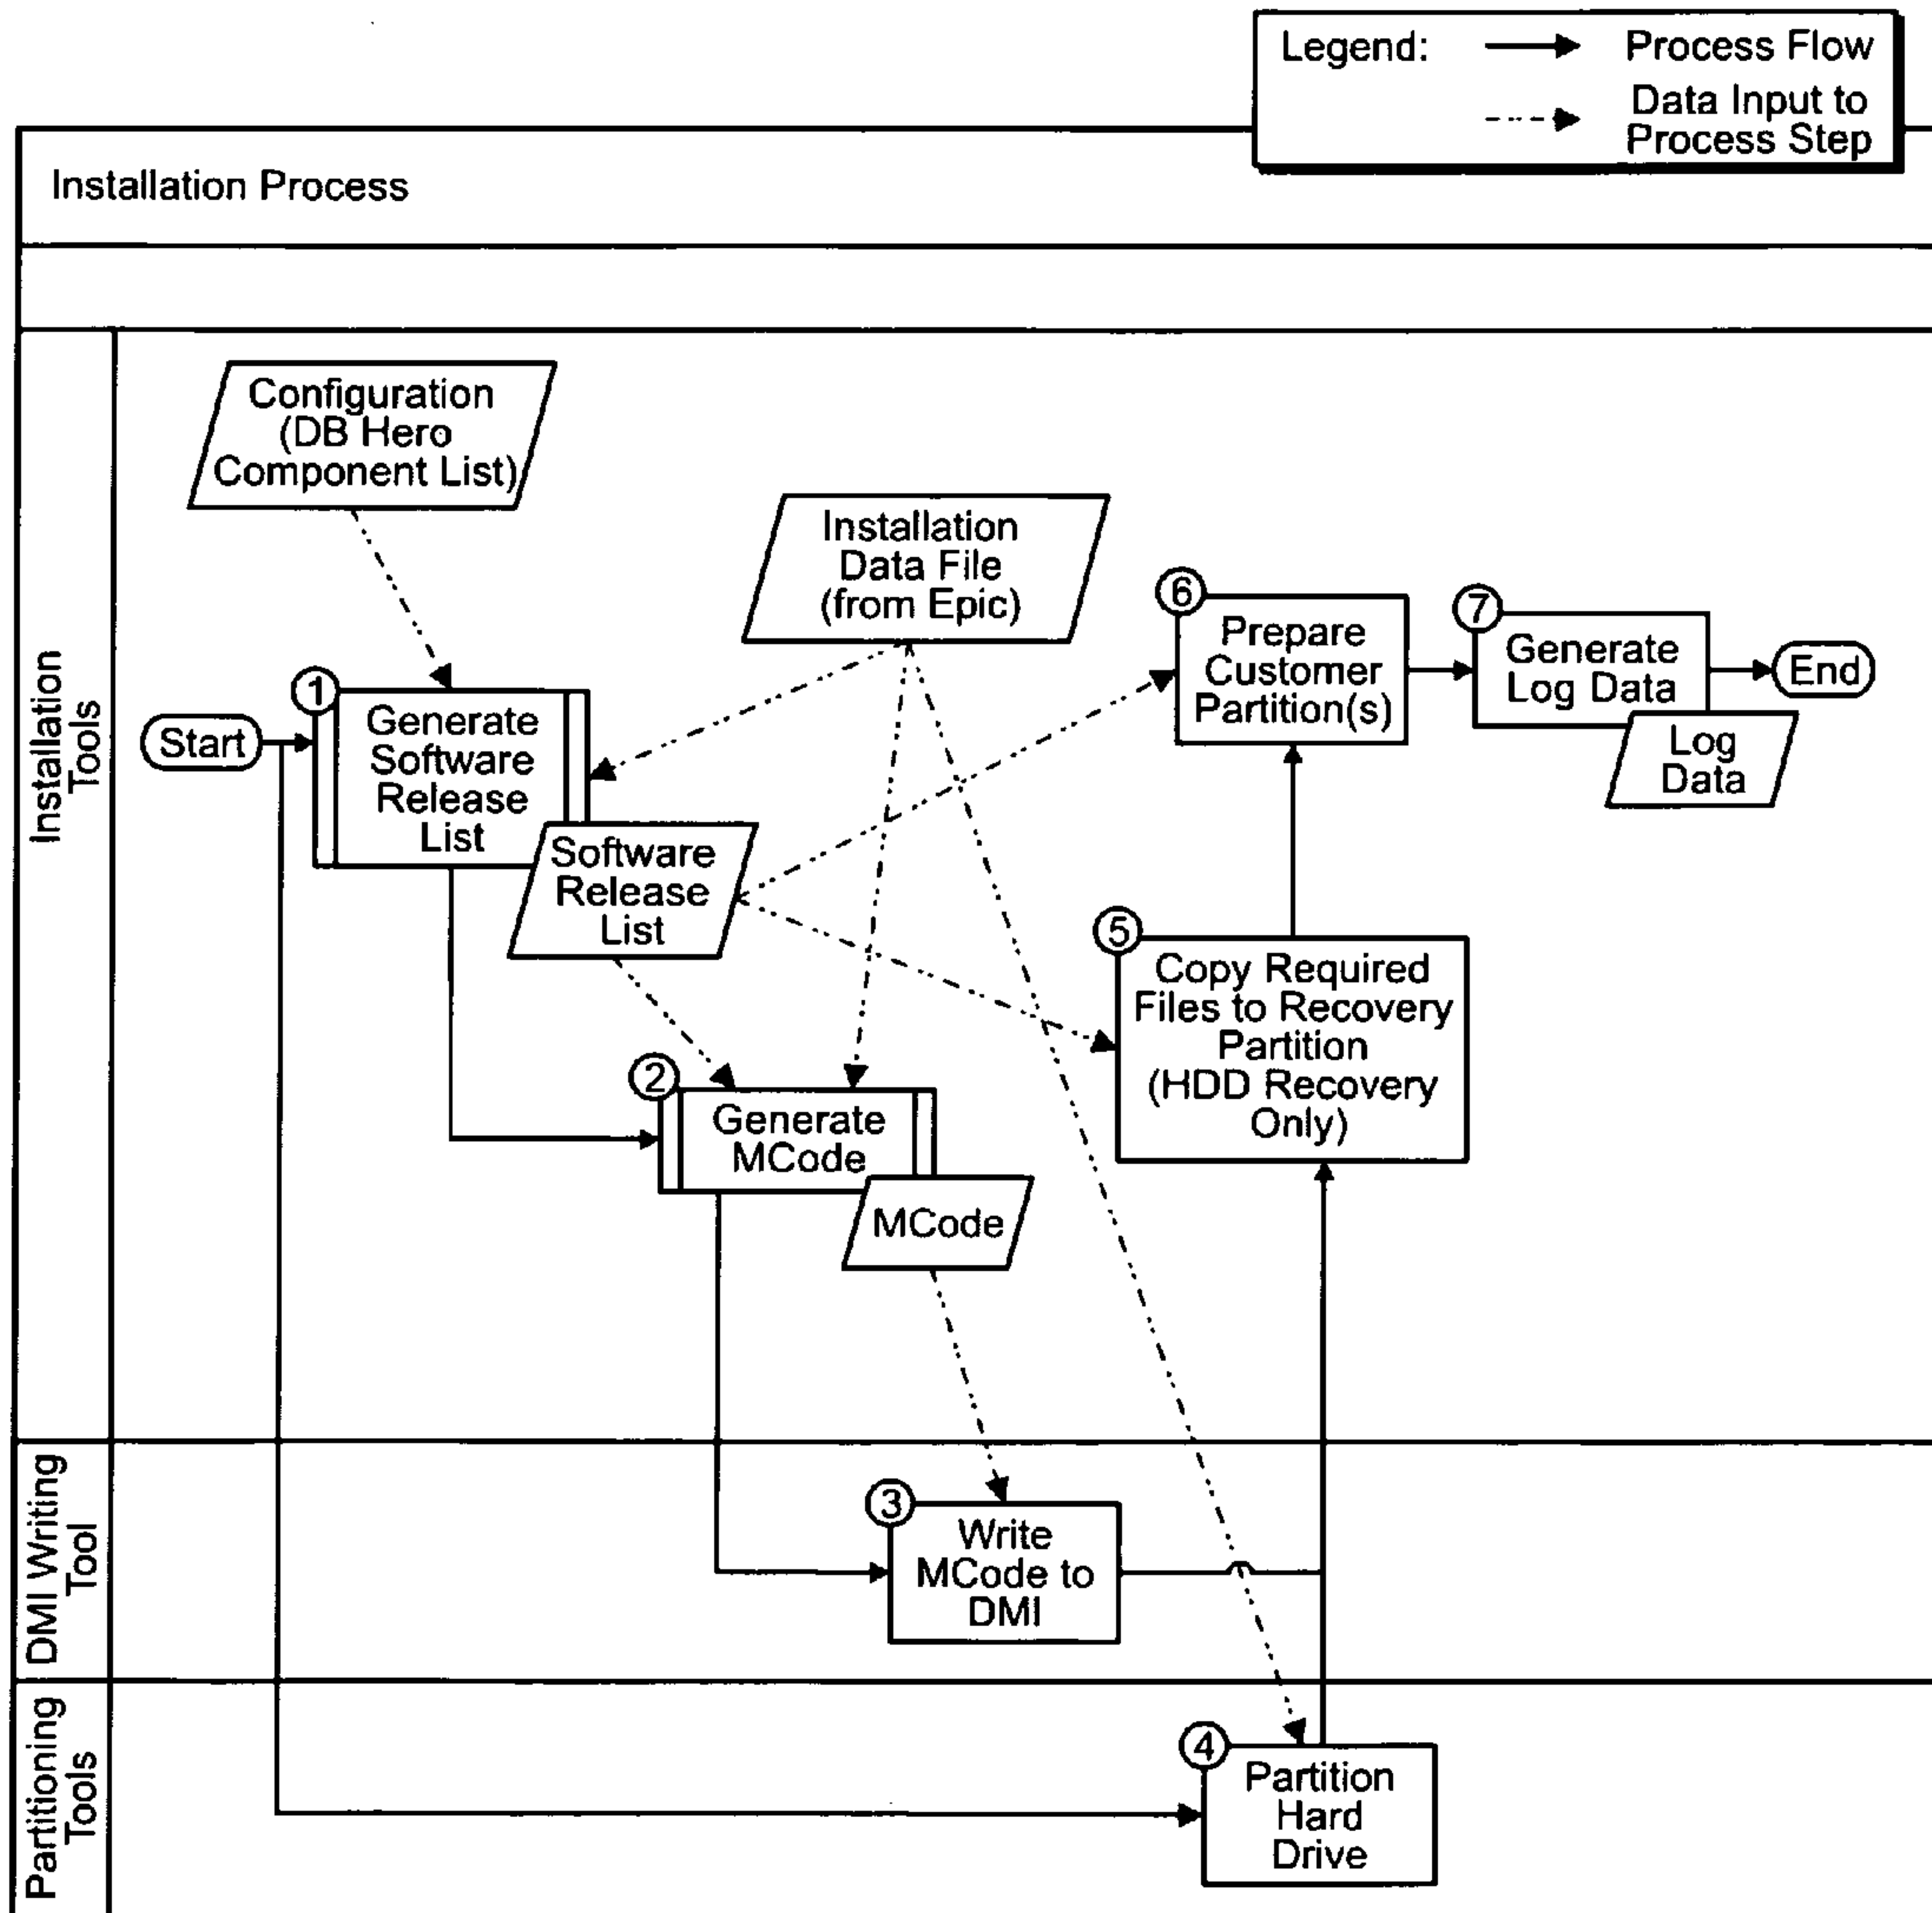 Legend:
Process Flow
Data Input to
Process Step
Installation Process
Installation
Tools
Configuration
(DB Hero
Component List)
Installation
Data File
(from Epic)
Start
1
Generate
Software
Release
List
Software
Release
List
6
Prepare
Customer
Partition(s)
7
Generate
Log Data
End
Log
Data
5
Copy Required
Files to Recovery
Partition
(HDD Recovery
Only)
2
Generate
MCode
MCode
DMI Writing
Tool
3
Write
MCode to
DMI
Partitioning
Tools
4
Partition
Hard
Drive